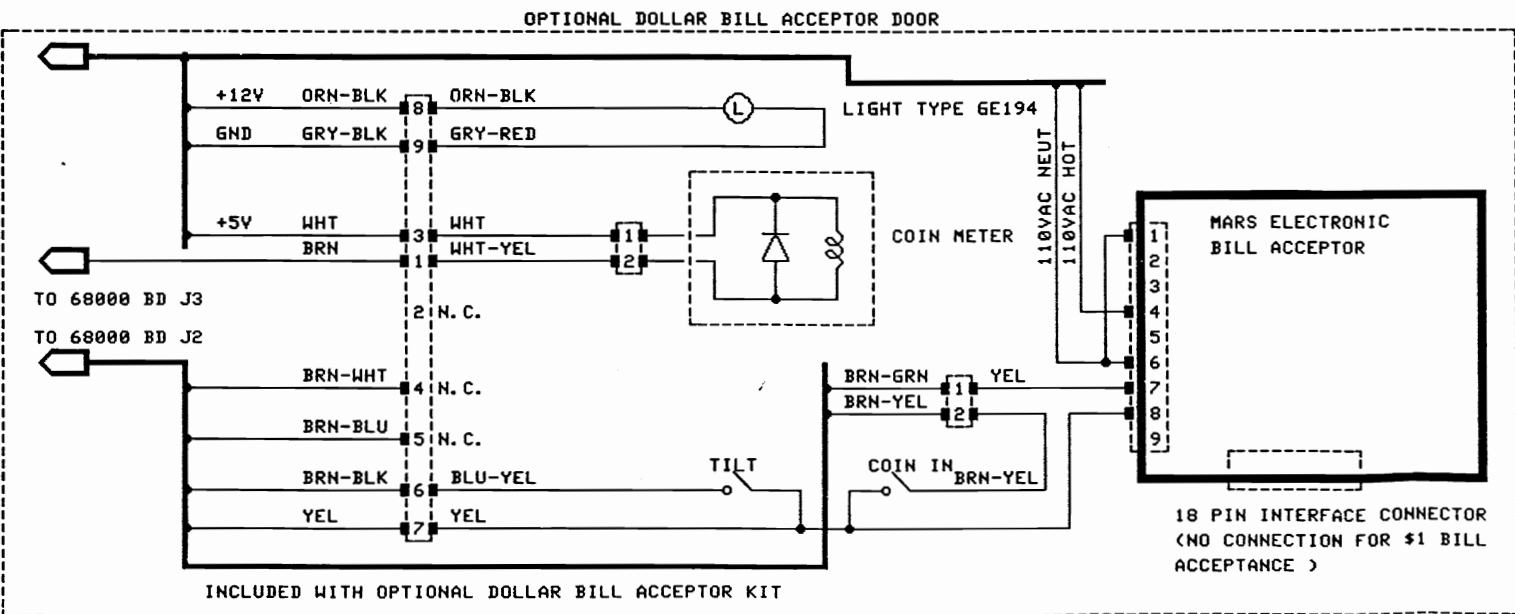 OPTIONAL DOLLAR BILL ACCEPTOR DOOR
+12V ORN-BLK 8 ORN-BLK L LIGHT TYPE GE194
GND GRY-BLK 9 GRY-RED
110VAC NEUT
110VAC HOT
+5V WHT 3 WHT 1
BRN 1 WHT-YEL 2
COIN METER
TO 68000 BD J3
2 N.C.
TO 68000 BD J2
BRN-WHT 4 N.C.
BRN-BLU 5 N.C.
BRN-BLK 6 BLU-YEL TILT
YEL 7 YEL
BRN-GRN 1 YEL
BRN-YEL 2
COIN IN BRN-YEL
1
2
3
4
5
6
7
8
9
MARS ELECTRONIC
BILL ACCEPTOR
18 PIN INTERFACE CONNECTOR
(NO CONNECTION FOR $1 BILL
ACCEPTANCE )
INCLUDED WITH OPTIONAL DOLLAR BILL ACCEPTOR KIT